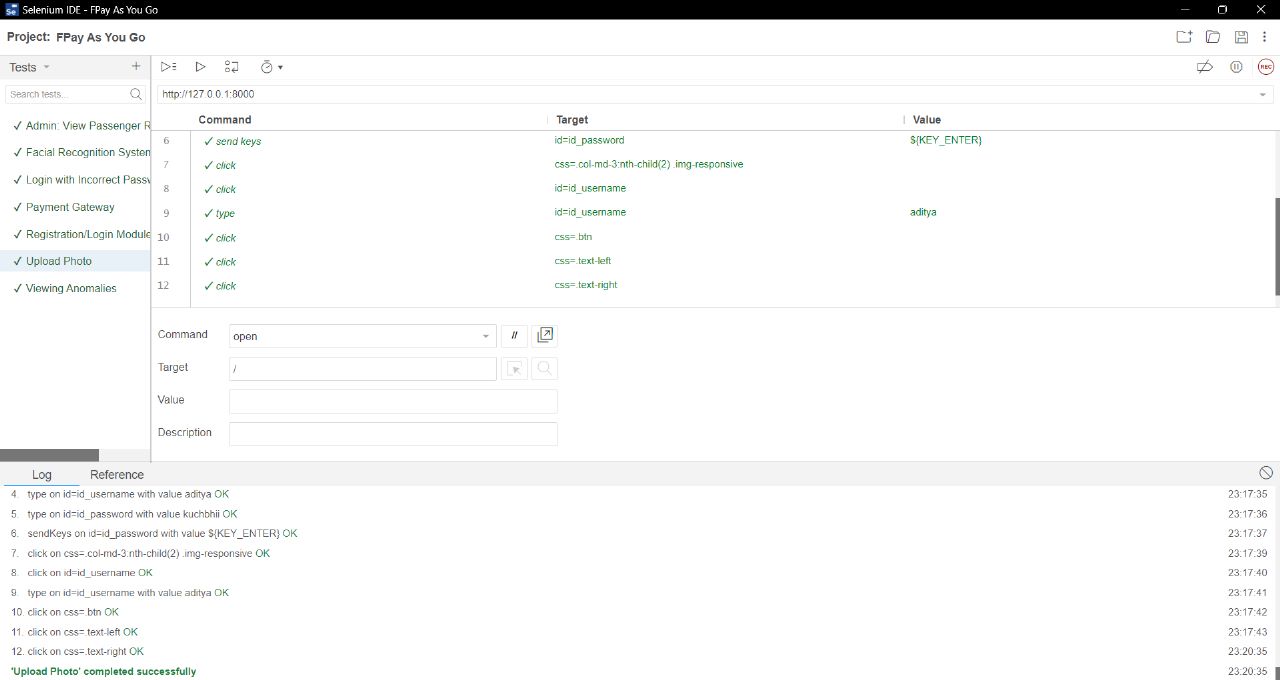 Selenium IDE - FPay As You Go
Project: FPay As You Go
Tests
Search tests...
✓ Admin: View Passenger R
✓ Facial Recognition System
✓ Login with Incorrect Passw
✓ Payment Gateway
✓ Registration/Login Module
✓ Upload Photo
✓ Viewing Anomalies
REC
http://127.0.0.1:8000
Command Target Value
6 ✓ send keys id=id_password ${KEY_ENTER}
7 ✓ click css=.col-md-3:nth-child(2) .img-responsive
8 ✓ click id=id_username
9 ✓ type id=id_username aditya
10 ✓ click css=.btn
11 ✓ click css=.text-left
12 ✓ click css=.text-right
Command open //
Target /
Value
Description
Log Reference
4. type on id=id_username with value aditya OK 23:17:35
5. type on id=id_password with value kuchbhii OK 23:17:36
6. sendKeys on id=id_password with value ${KEY_ENTER} OK 23:17:37
7. click on css=.col-md-3:nth-child(2) .img-responsive OK 23:17:39
8. click on id=id_username OK 23:17:40
9. type on id=id_username with value aditya OK 23:17:41
10. click on css=.btn OK 23:17:42
11. click on css=.text-left OK 23:17:43
12. click on css=.text-right OK 23:20:35
'Upload Photo' completed successfully 23:20:35